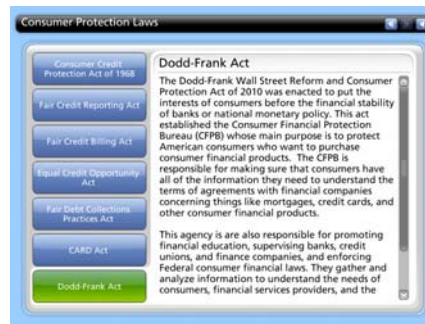 Consumer Protection Laws
Consumer Credit
Protection Act of 1968
Fair Credit Reporting Act
Fair Credit Billing Act
Equal Credit Opportunity
Act
Fair Debt Collections
Practices Act
CARD Act
Dodd-Frank Act
Dodd-Frank Act
The Dodd-Frank Wall Street Reform and Consumer
Protection Act of 2010 was enacted to put the
interests of consumers before the financial stability
of banks or national monetary policy. This act
established the Consumer Financial Protection
Bureau (CFPB) whose main purpose is to protect
American consumers who want to purchase
consumer financial products. The CFPB is
responsible for making sure that consumers have
all of the information they need to understand the
terms of agreements with financial companies
concerning things like mortgages, credit cards, and
other consumer financial products.
This agency is are also responsible for promoting
financial education, supervising banks, credit
unions, and finance companies, and enforcing
Federal consumer financial laws. They gather and
analyze information to understand the needs of
consumers, financial services providers, and the